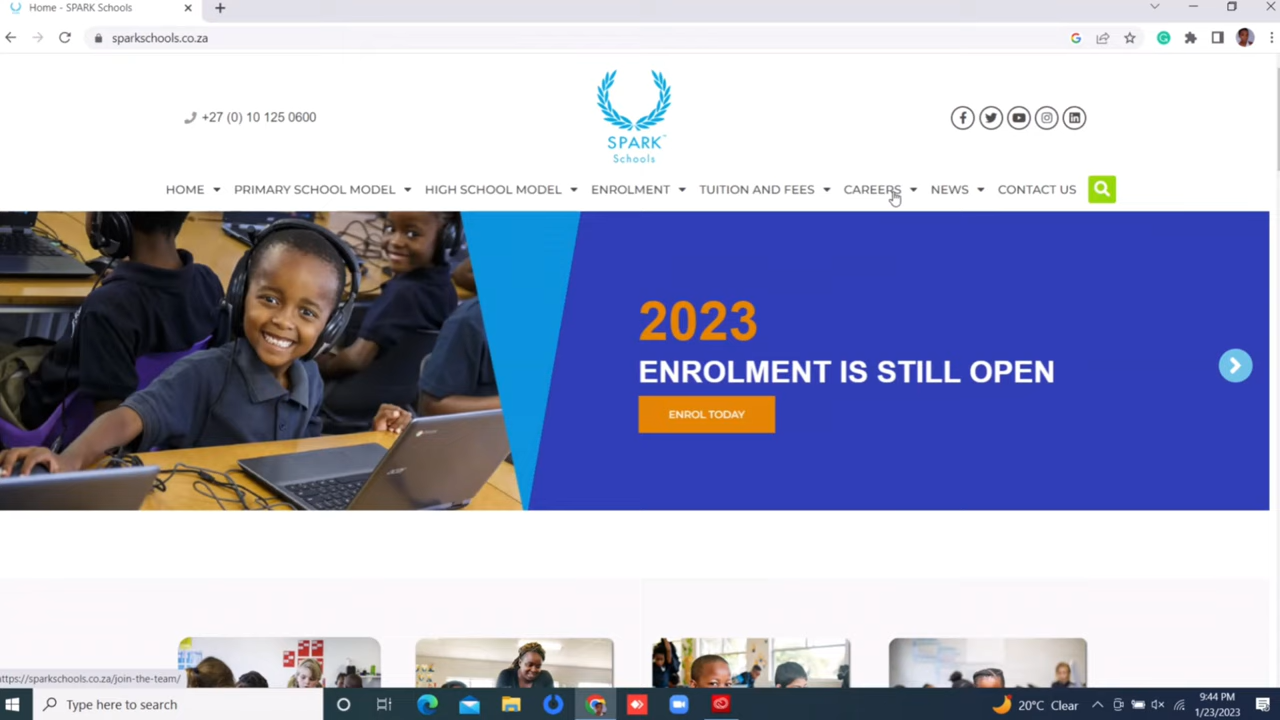 Home - SPARK Schools
sparkschools.co.za
+27 (0) 10 125 0600
SPARK
Schools
HOME PRIMARY SCHOOL MODEL HIGH SCHOOL MODEL ENROLMENT TUITION AND FEES CAREERS NEWS CONTACT US
2023
ENROLMENT IS STILL OPEN
ENROL TODAY
acer
https://sparkschools.co.za/join-the-team/
Type here to search
20°C Clear
9:44 PM
1/23/2023